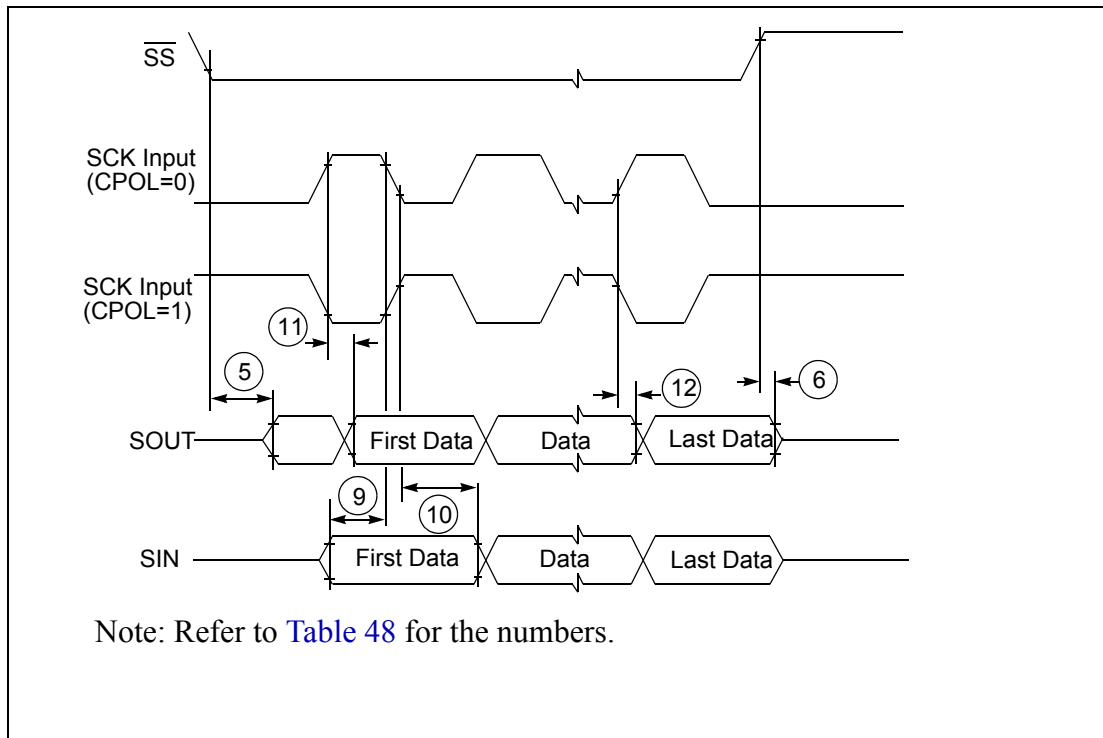 SS
SCK Input
(CPOL=0)
SCK Input
(CPOL=1)
11
5
12
6
SOUT
First Data
Data
Last Data
9
10
SIN
First Data
Data
Last Data
Note: Refer to Table 48 for the numbers.